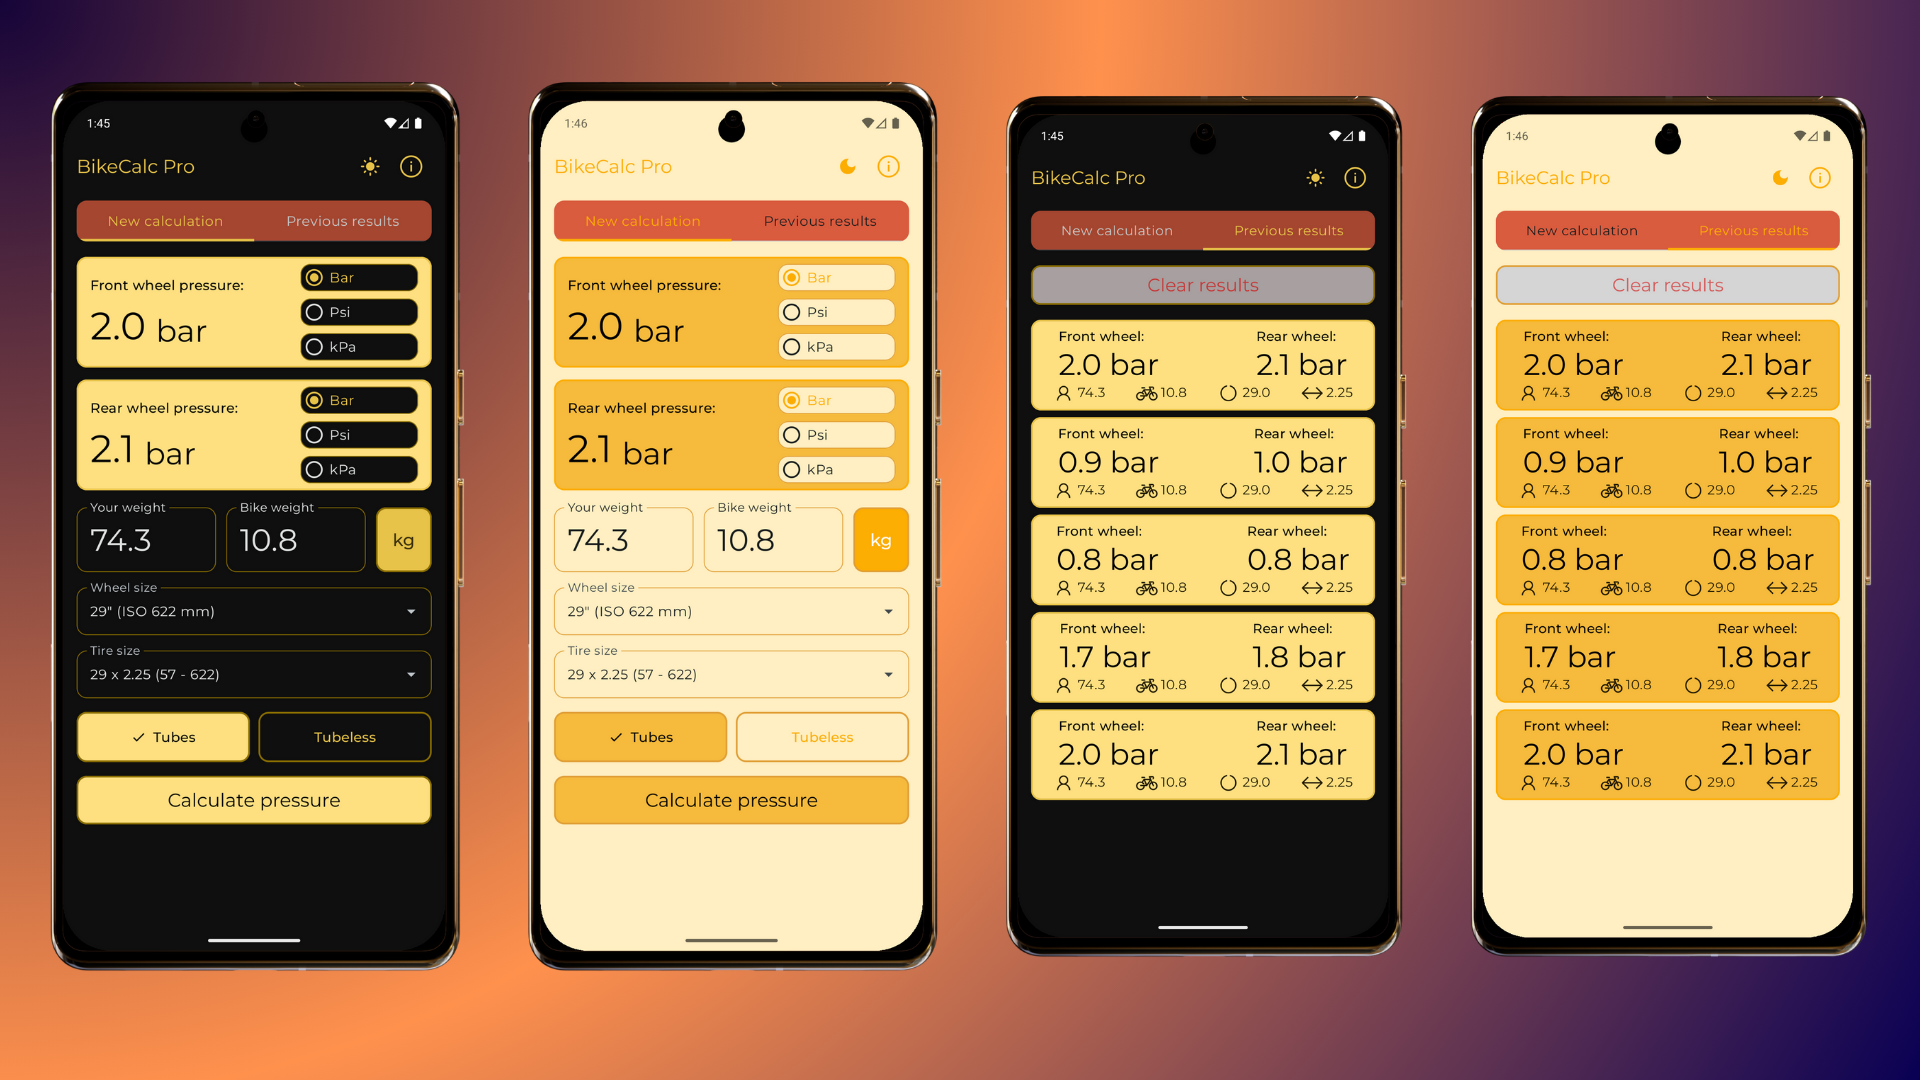 1:45
BikeCalc Pro
New calculation Previous results
Front wheel pressure:
2.0 bar
Bar
Psi
kPa
Rear wheel pressure:
2.1 bar
Bar
Psi
kPa
Your weight Bike weight
74.3 10.8 kg
Wheel size
29" (ISO 622 mm)
Tire size
29 x 2.25 (57 - 622)
Tubes Tubeless
Calculate pressure
1:46
BikeCalc Pro
New calculation Previous results
Front wheel pressure:
2.0 bar
Bar
Psi
kPa
Rear wheel pressure:
2.1 bar
Bar
Psi
kPa
Your weight Bike weight
74.3 10.8 kg
Wheel size
29" (ISO 622 mm)
Tire size
29 x 2.25 (57 - 622)
Tubes Tubeless
Calculate pressure
1:45
BikeCalc Pro
New calculation Previous results
Clear results
Front wheel: Rear wheel:
2.0 bar 2.1 bar
74.3 10.8 29.0 2.25
Front wheel: Rear wheel:
0.9 bar 1.0 bar
74.3 10.8 29.0 2.25
Front wheel: Rear wheel:
0.8 bar 0.8 bar
74.3 10.8 29.0 2.25
Front wheel: Rear wheel:
1.7 bar 1.8 bar
74.3 10.8 29.0 2.25
Front wheel: Rear wheel:
2.0 bar 2.1 bar
74.3 10.8 29.0 2.25
1:46
BikeCalc Pro
New calculation Previous results
Clear results
Front wheel: Rear wheel:
2.0 bar 2.1 bar
74.3 10.8 29.0 2.25
Front wheel: Rear wheel:
0.9 bar 1.0 bar
74.3 10.8 29.0 2.25
Front wheel: Rear wheel:
0.8 bar 0.8 bar
74.3 10.8 29.0 2.25
Front wheel: Rear wheel:
1.7 bar 1.8 bar
74.3 10.8 29.0 2.25
Front wheel: Rear wheel:
2.0 bar 2.1 bar
74.3 10.8 29.0 2.25